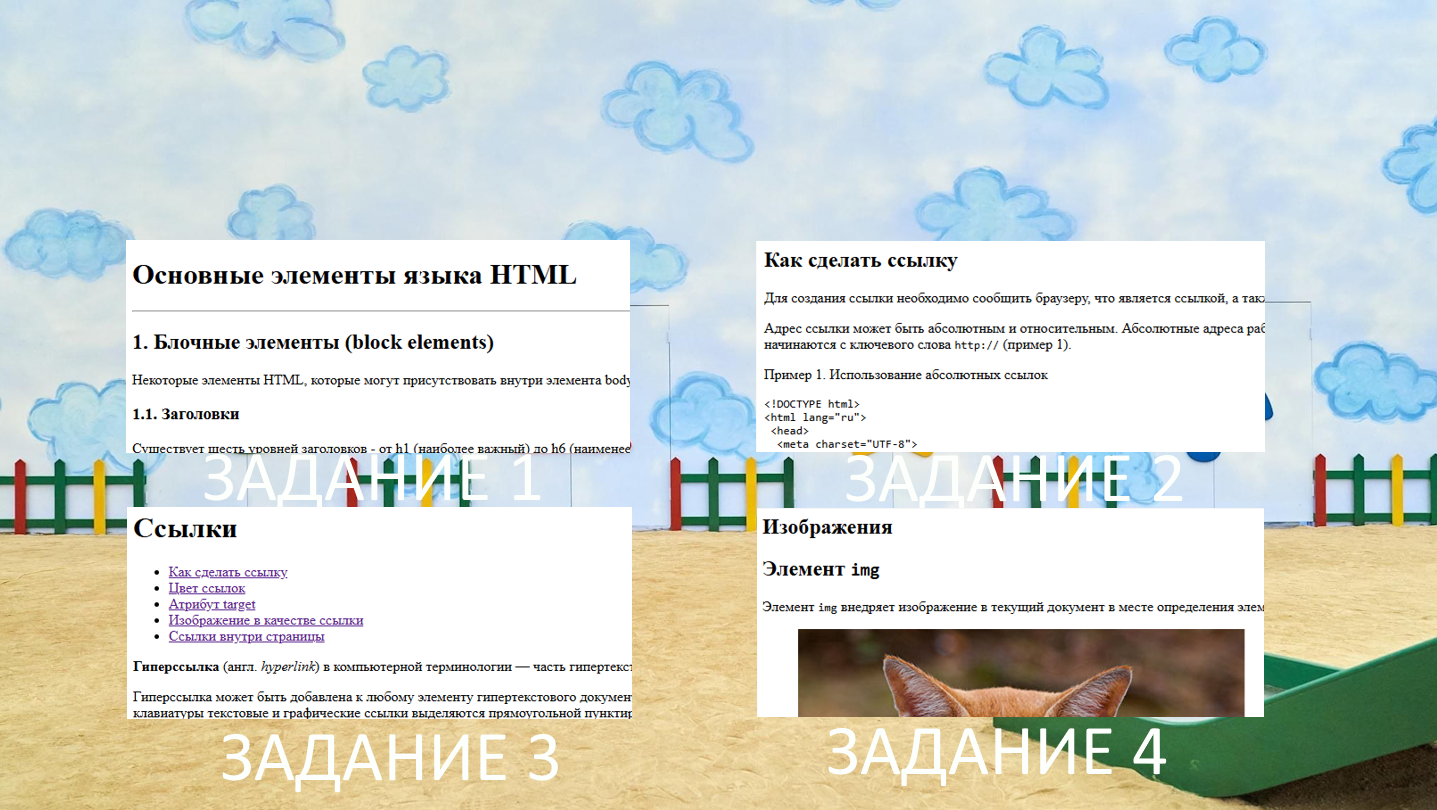 Основные элементы языка HTML
1. Блочные элементы (block elements)
Некоторые элементы HTML, которые могут присутствовать внутри элемента body
1.1. Заголовки
Существует шесть уровней заголовков - от h1 (наиболее важный) до h6 (наименее
ЗАДАНИЕ 1
Как сделать ссылку
Для создания ссылки необходимо сообщить браузеру, что является ссылкой, а
Адрес ссылки может быть абсолютным и относительным. Абсолютные адреса
начинаются с ключевого слова http:// (пример 1).
Пример 1. Использование абсолютных ссылок
<!DOCTYPE html>
<html lang="ru">
<head>
<meta charset="UTF-8">
ЗАДАНИЕ 2
Ссылки
• Как сделать ссылку
• Цвет ссылок
• Атрибут target
• Изображение в качестве ссылки
• Ссылки внутри страницы
Гиперссылка (англ. hyperlink) в компьютерной терминологии — часть
Гиперссылка может быть добавлена к любому элементу гипертекстового
клавиатуры текстовые и графические ссылки выделяются прямоугольной
ЗАДАНИЕ 3
Изображения
Элемент img
Элемент img внедряет изображение в текущий документ в месте определения
ЗАДАНИЕ 4